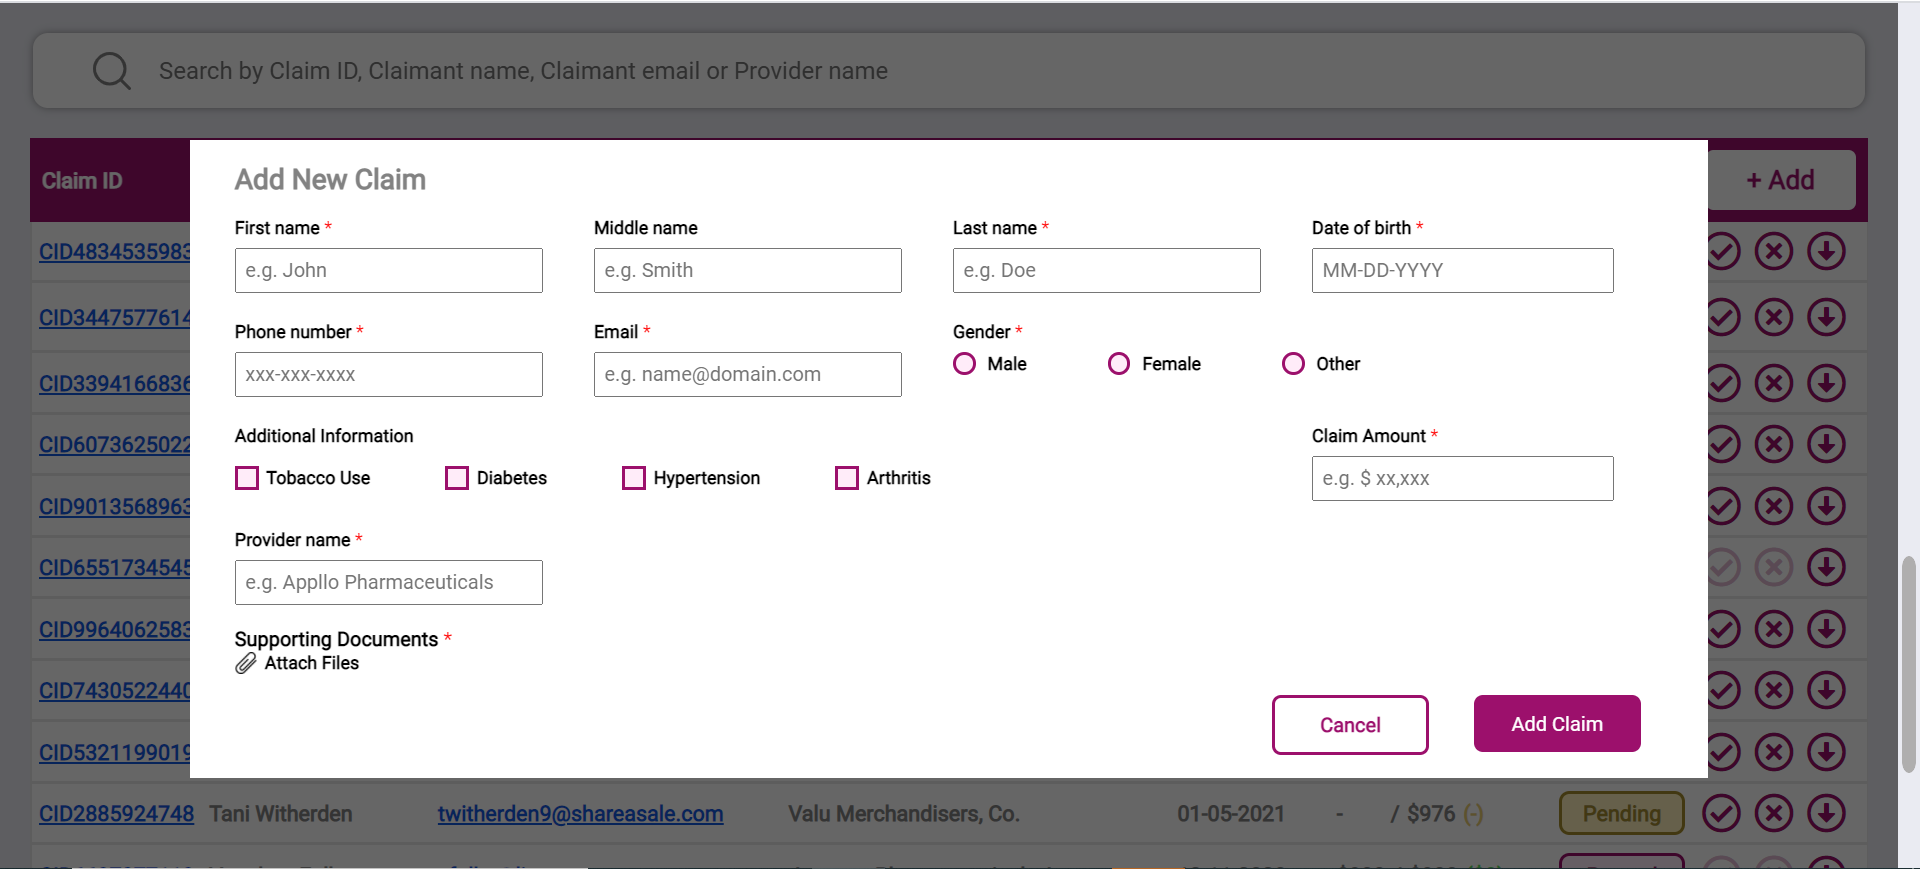 Search by Claim ID, Claimant name, Claimant email or Provider name
Claim ID
+ Add
Add New Claim
First name * Middle name Last name * Date of birth *
e.g. John e.g. Smith e.g. Doe MM-DD-YYYY
Phone number * Email * Gender *
xxx-xxx-xxxx e.g. name@domain.com Male Female Other
Additional Information Claim Amount *
Tobacco Use Diabetes Hypertension Arthritis e.g. $ xx,xxx
Provider name *
e.g. Appllo Pharmaceuticals
Supporting Documents *
Attach Files
Cancel Add Claim
CID4834535983
CID3447577614
CID3394166836
CID6073625022
CID9013568963
CID6551734545
CID9964062583
CID7430522440
CID5321199019
CID2885924748 Tani Witherden twitherden9@shareasale.com Valu Merchandisers, Co. 01-05-2021 - / $976 (-) Pending